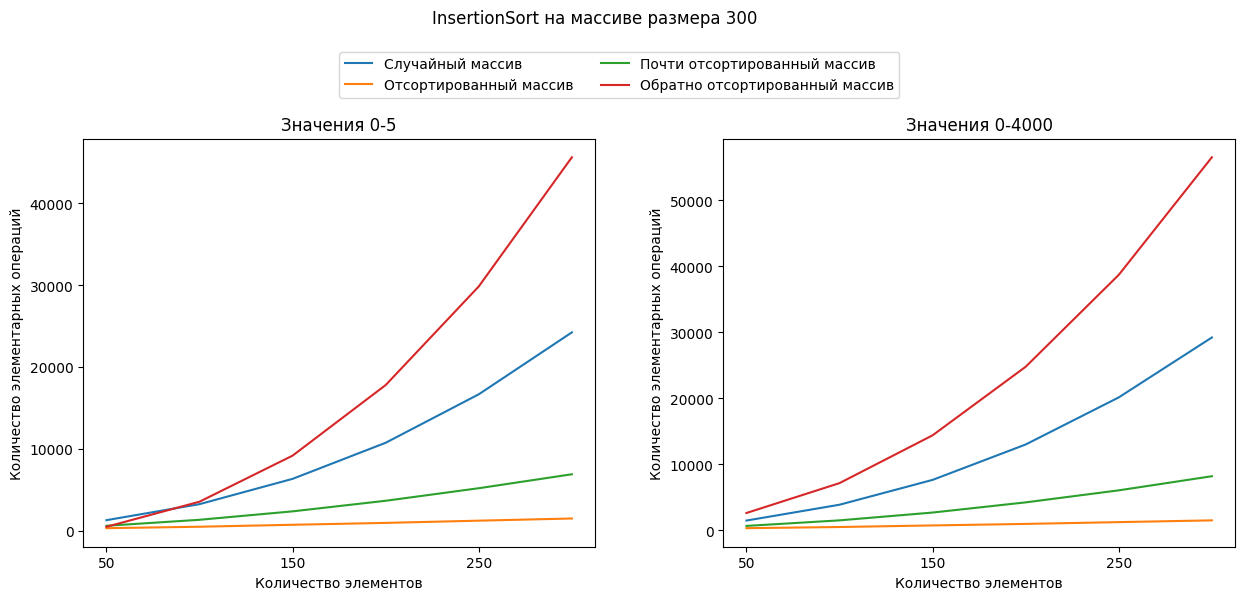 InsertionSort на массиве размера 300
Случайный массив
Отсортированный массив
Почти отсортированный массив
Обратно отсортированный массив
Значения 0-5
Количество элементарных операций
40000
30000
20000
10000
0
50
150
250
Количество элементов
Значения 0-4000
Количество элементарных операций
50000
40000
30000
20000
10000
0
50
150
250
Количество элементов